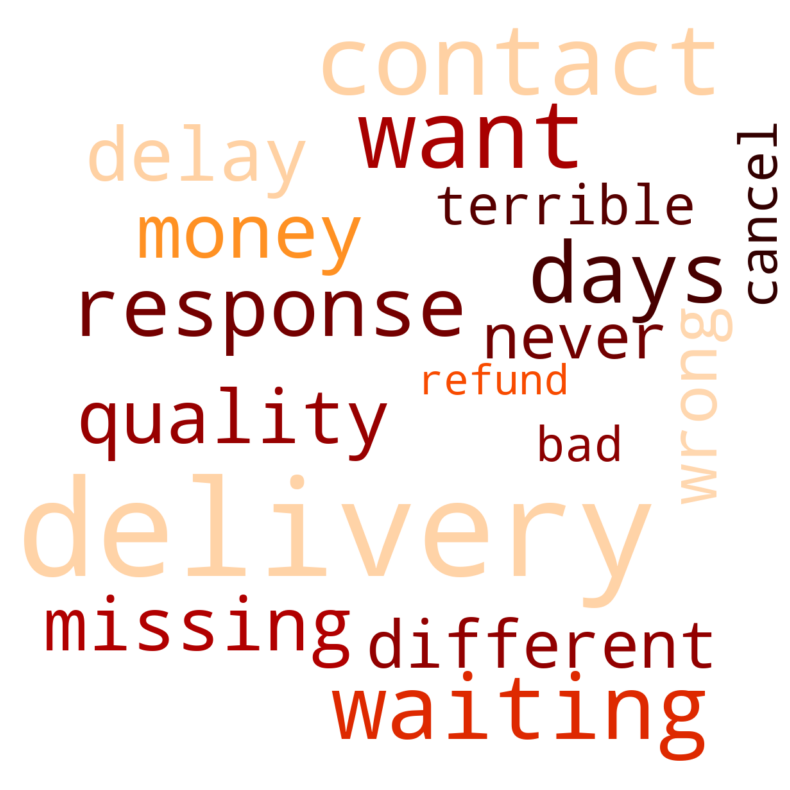 contact
want
delay
cancel
terrible
money
days
response
never
wrong
refund
quality
bad
delivery
missing
different
waiting